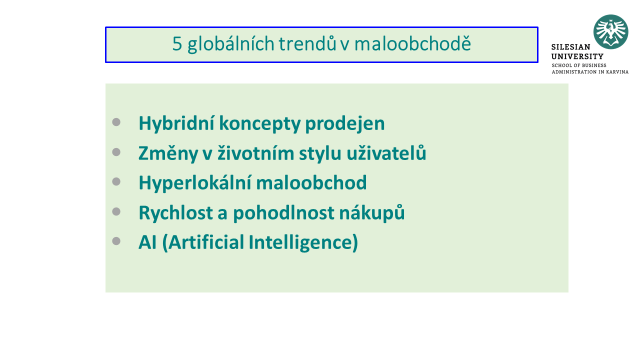 5 globálních trendů v maloobchodě
SILESIAN
UNIVERSITY
SCHOOL OF BUSINESS
ADMINISTRATION IN KARVINA
Hybridní koncepty prodejen
Změny v životním stylu uživatelů
Hyperlokální maloobchod
Rychlost a pohodlnost nákupů
AI (Artificial Intelligence)